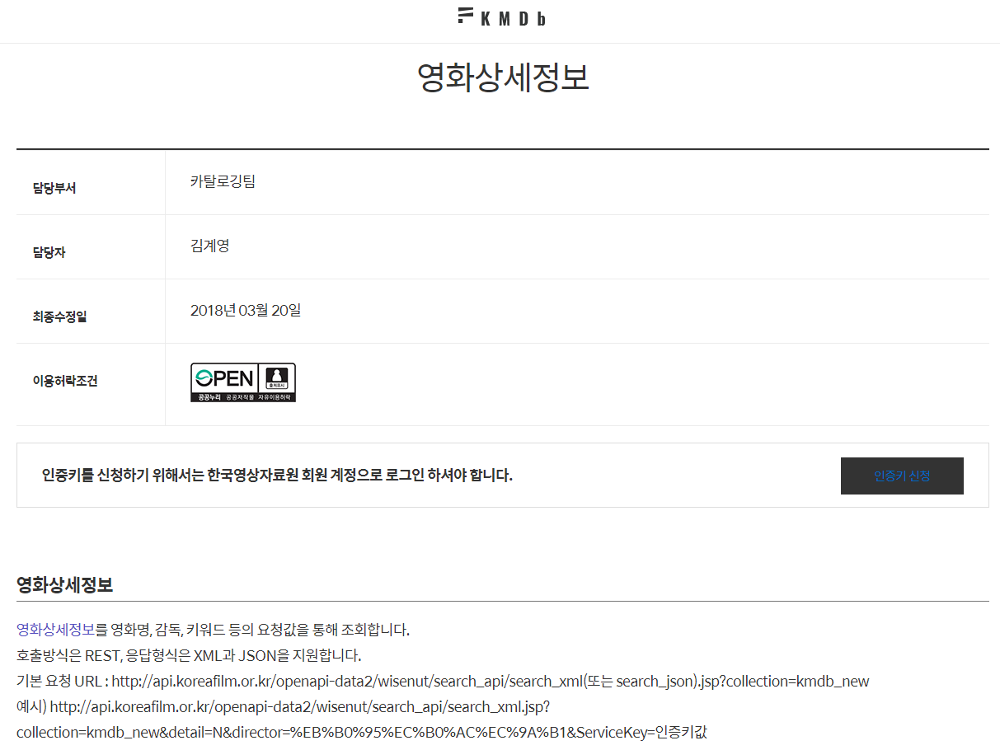 KMDb
영화상세정보
담당부서
카탈로깅팀
담당자
김계영
최종수정일
2018년 03월 20일
이용허락조건
OPEN
출처표시
공공누리 공공저작물 자유이용허락
인증키를 신청하기 위해서는 한국영상자료원 회원 계정으로 로그인 하셔야 합니다.
인증키 신청
영화상세정보
영화상세정보를 영화명, 감독, 키워드 등의 요청값을 통해 조회합니다.
호출방식은 REST, 응답형식은 XML과 JSON을 지원합니다.
기본 요청 URL : http://api.koreafilm.or.kr/openapi-data2/wisenut/search_api/search_xml(또는 search_json).jsp?collection=kmdb_new
예시) http://api.koreafilm.or.kr/openapi-data2/wisenut/search_api/search_xml.jsp?
collection=kmdb_new&detail=N&director=%EB%B0%95%EC%B0%AC%EC%9A%B1&ServiceKey=인증키값